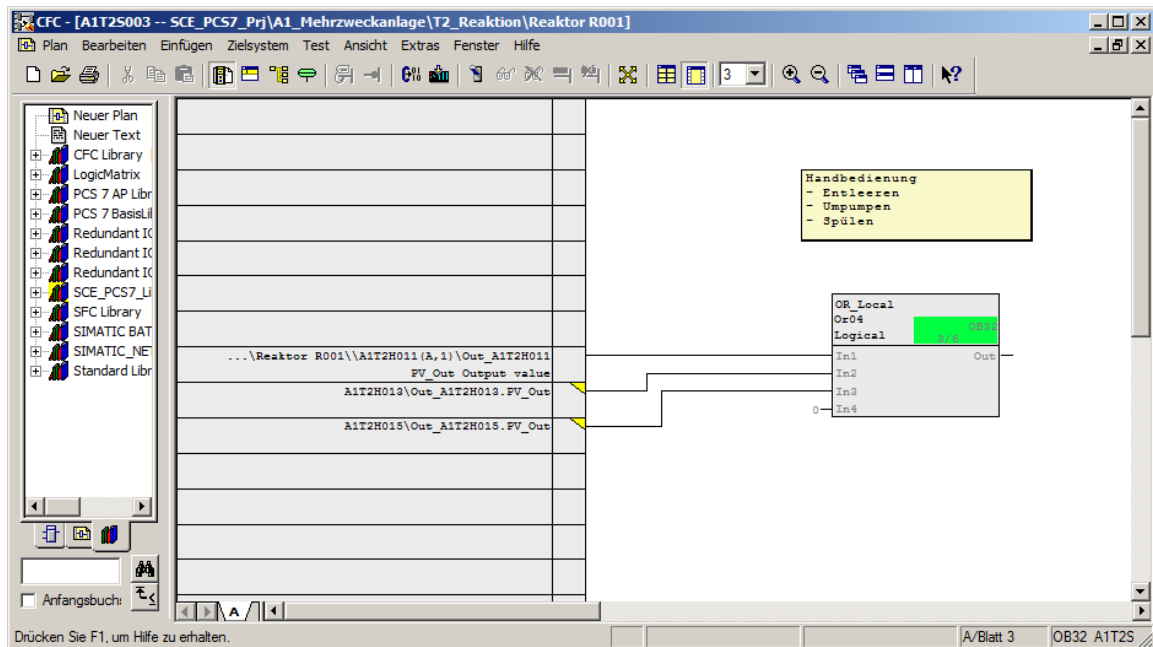 CFC - [A1T2S003 -- SCE_PCS7_Prj\A1_Mehrzweckanlage\T2_Reaktion\Reaktor R001]
Plan Bearbeiten Einfügen Zielsystem Test Ansicht Extras Fenster Hilfe
3
Neuer Plan
Neuer Text
CFC Library
LogicMatrix
PCS 7 AP Libr
PCS 7 BasisLil
Redundant IC
Redundant IC
Redundant IC
SCE_PCS7_Li
SFC Library
SIMATIC BAT
SIMATIC_NET
Standard Libr
Anfangsbuch
...\Reaktor R001\\A1T2H011(A,1)\Out_A1T2H011
PV_Out Output value
A1T2H013\Out_A1T2H013.PV_Out
A1T2H015\Out_A1T2H015.PV_Out
Handbedienung
- Entleeren
- Umpumpen
- Spülen
OR_Local
Or04 OB32
Logical 3/6
In1 Out
In2
In3
0 In4
A
Drücken Sie F1, um Hilfe zu erhalten. A/Blatt 3 OB32 A1T2S